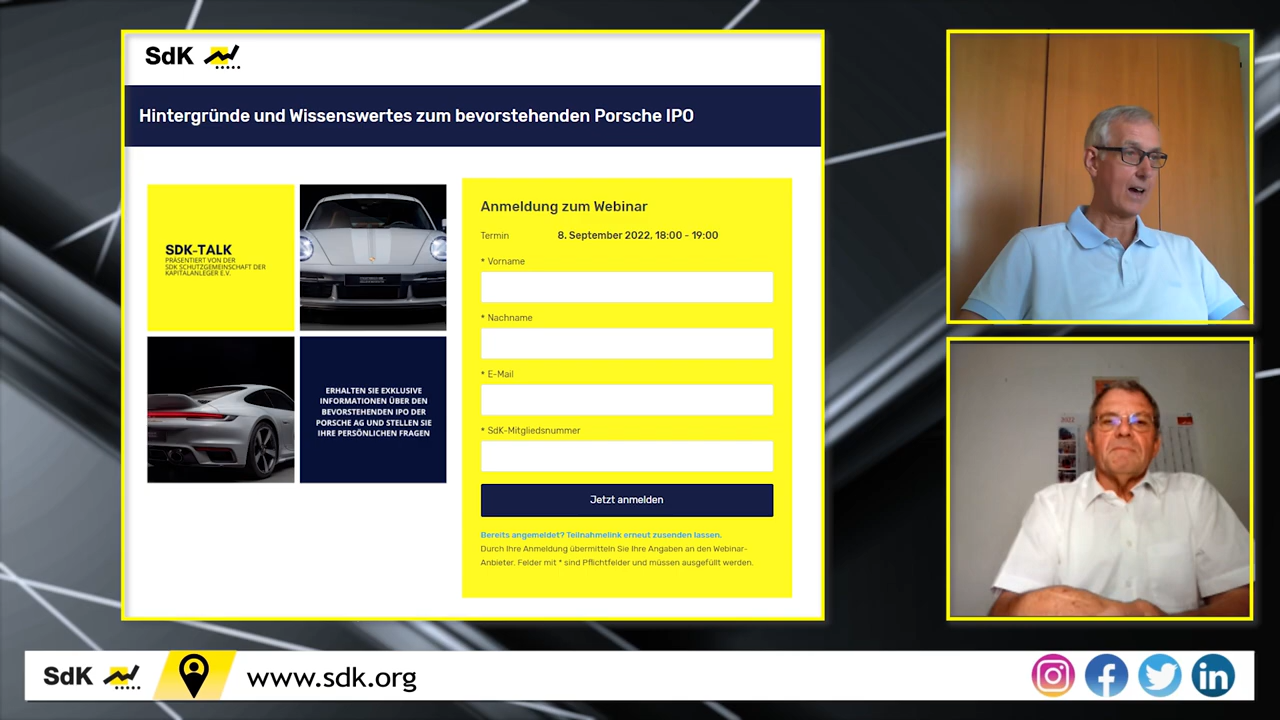 SdK
Hintergründe und Wissenswertes zum bevorstehenden Porsche IPO
SDK-TALK
PRÄSENTIERT VON DER
SDK SCHUTZGEMEINSCHAFT DER
KAPITALANLEGER E.V.
ERHALTEN SIE EXKLUSIVE
INFORMATIONEN ÜBER DEN
BEVORSTEHENDEN IPO DER
PORSCHE AG UND STELLEN SIE
IHRE PERSÖNLICHEN FRAGEN
Anmeldung zum Webinar
Termin 8. September 2022, 18:00 - 19:00
* Vorname
* Nachname
* E-Mail
* SdK-Mitgliedsnummer
Jetzt anmelden
Bereits angemeldet? Teilnahmelink erneut zusenden lassen.
Durch Ihre Anmeldung übermitteln Sie Ihre Angaben an den Webinar-
Anbieter. Felder mit * sind Pflichtfelder und müssen ausgefüllt werden.
2022
SdK
www.sdk.org